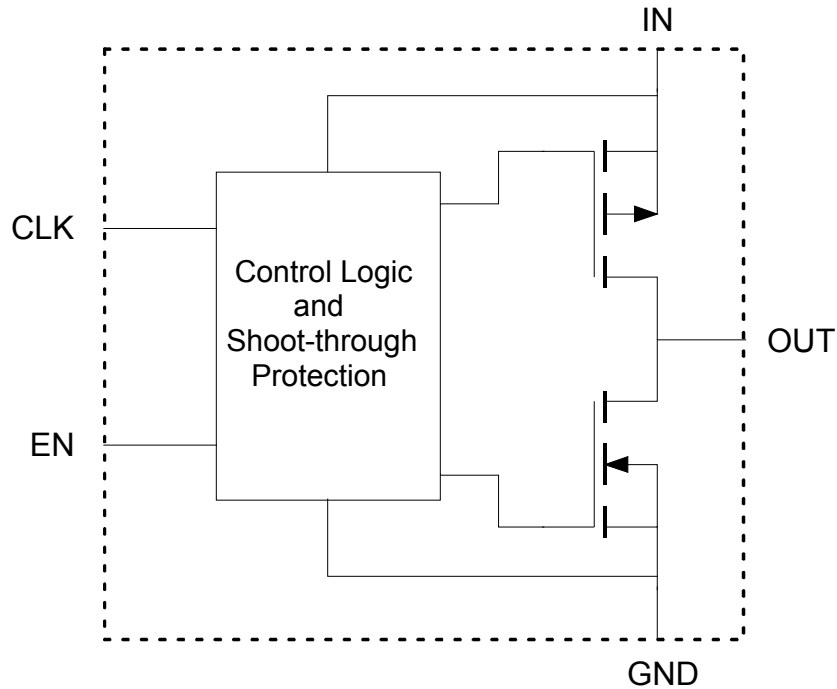 IN
CLK
Control Logic
and
Shoot-through
Protection
OUT
EN
GND